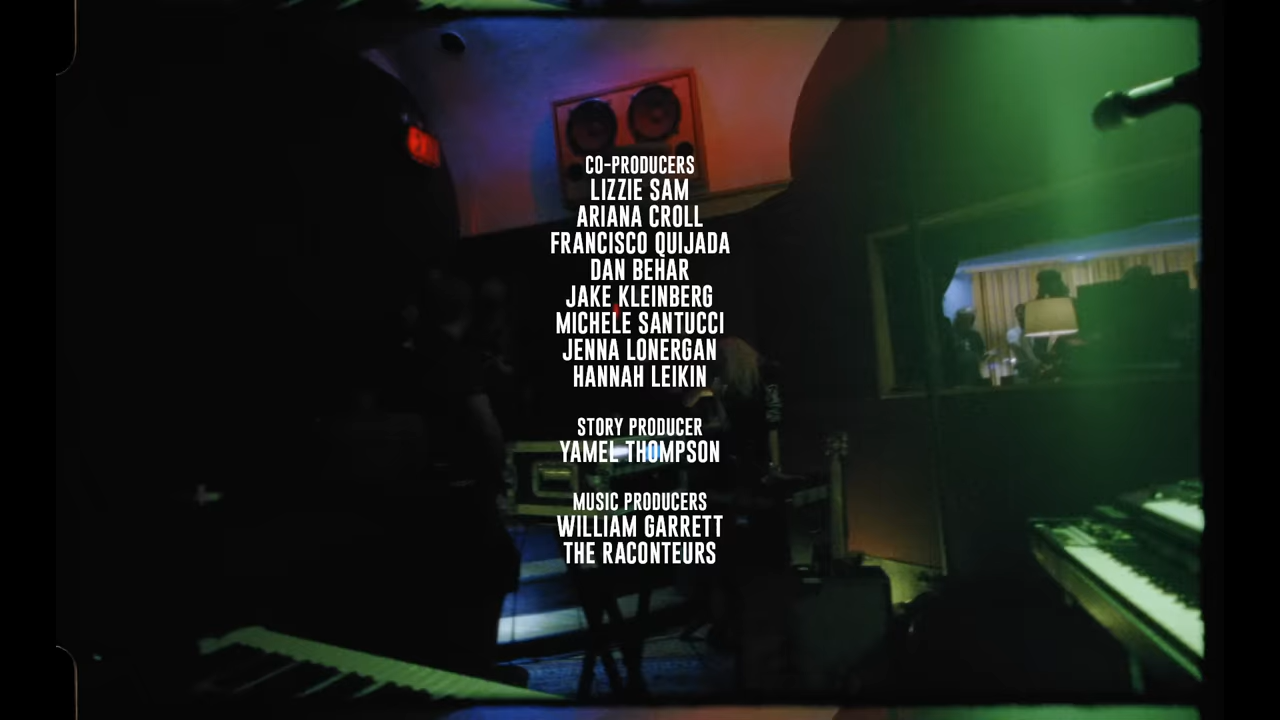 CO-PRODUCERS
LIZZIE SAM
ARIANA CROLL
FRANCISCO QUIJADA
DAN BEHAR
JAKE KLEINBERG
MICHELE SANTUCCI
JENNA LONERGAN
HANNAH LEIKIN
STORY PRODUCER
YAMEL THOMPSON
MUSIC PRODUCERS
WILLIAM GARRETT
THE RACONTEURS